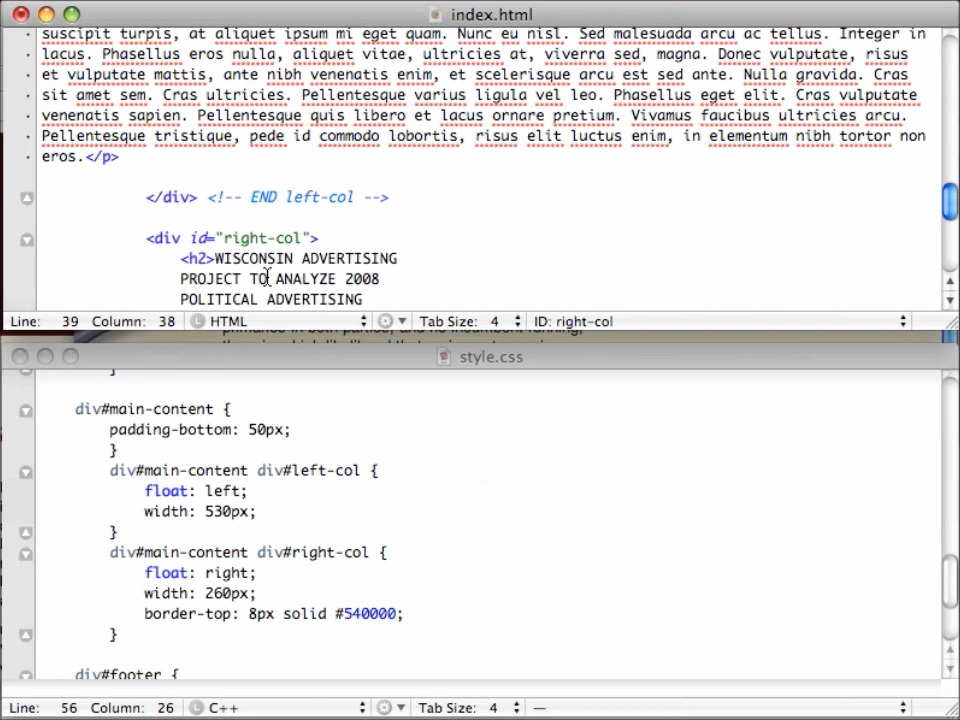 index.html
suscipit turpis, at aliquet ipsum mi eget quam. Nunc eu nisl. Sed malesuada arcu ac tellus. Integer in
lacus. Phasellus eros nulla, aliquet vitae, ultricies at, viverra sed, magna. Donec vulputate, risus
et vulputate mattis, ante nibh venenatis enim, et scelerisque arcu est sed ante. Nulla gravida. Cras
sit amet sem. Cras ultricies. Pellentesque varius ligula vel leo. Phasellus eget elit. Cras vulputate
venenatis sapien. Pellentesque quis libero et lacus ornare pretium. Vivamus faucibus ultricies arcu.
Pellentesque tristique, pede id commodo lobortis, risus elit luctus enim, in elementum nibh tortor non
eros.</p>
</div> <!-- END left-col -->
<div id="right-col">
<h2>WISCONSIN ADVERTISING
PROJECT TO ANALYZE 2008
POLITICAL ADVERTISING
Line: 39 Column: 38 L HTML Tab Size: 4 ID: right-col
style.css
}
div#main-content {
padding-bottom: 50px;
}
div#main-content div#left-col {
float: left;
width: 530px;
}
div#main-content div#right-col {
float: right;
width: 260px;
border-top: 8px solid #540000;
}
div#footer {
Line: 56 Column: 26 L C++ Tab Size: 4 —